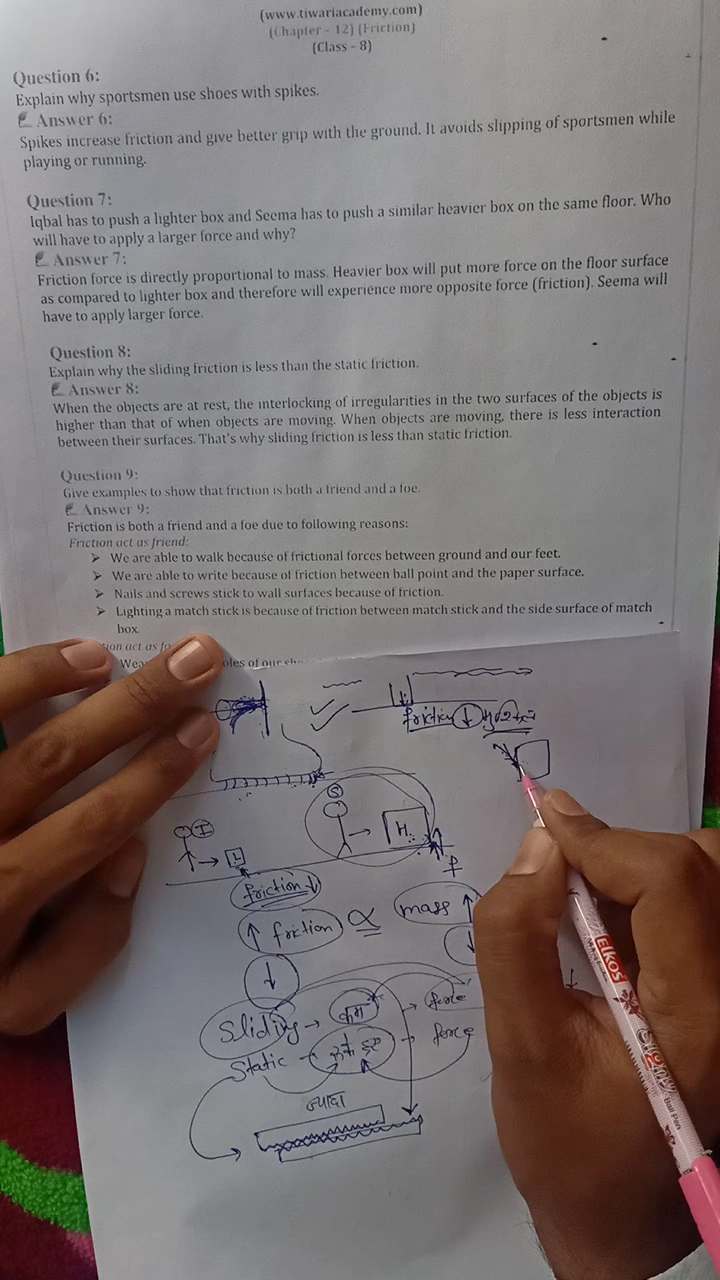 (www.tiwariacademy.com)
(Chapter - 12) (Friction)
(Class - 8)
Question 6:
Explain why sportsmen use shoes with spikes.
Answer 6:
Spikes increase friction and give better grip with the ground. It avoids slipping of sportsmen while
playing or running.
Question 7:
Iqbal has to push a lighter box and Seema has to push a similar heavier box on the same floor. Who
will have to apply a larger force and why?
Answer 7:
Friction force is directly proportional to mass. Heavier box will put more force on the floor surface
as compared to lighter box and therefore will experience more opposite force (friction). Seema will
have to apply larger force.
Question 8:
Explain why the sliding friction is less than the static friction.
Answer 8:
When the objects are at rest, the interlocking of irregularities in the two surfaces of the objects is
higher than that of when objects are moving. When objects are moving, there is less interaction
between their surfaces. That's why sliding friction is less than static friction.
Question 9:
Give examples to show that friction is both a friend and a foe.
Answer 9:
Friction is both a friend and a foe due to following reasons:
Friction act as friend:
➤ We are able to walk because of frictional forces between ground and our feet.
➤ We are able to write because of friction between ball point and the paper surface.
➤ Nails and screws stick to wall surfaces because of friction.
➤ Lighting a match stick is because of friction between match stick and the side surface of match
box.
act as
of our
friction ↓
S
I
L
H
f
friction ↓
↑ friction ∝ mass ↑
↓ ↓
Sliding → कम → force
Static → force
ज्यादा
Elkos
Ball Pen